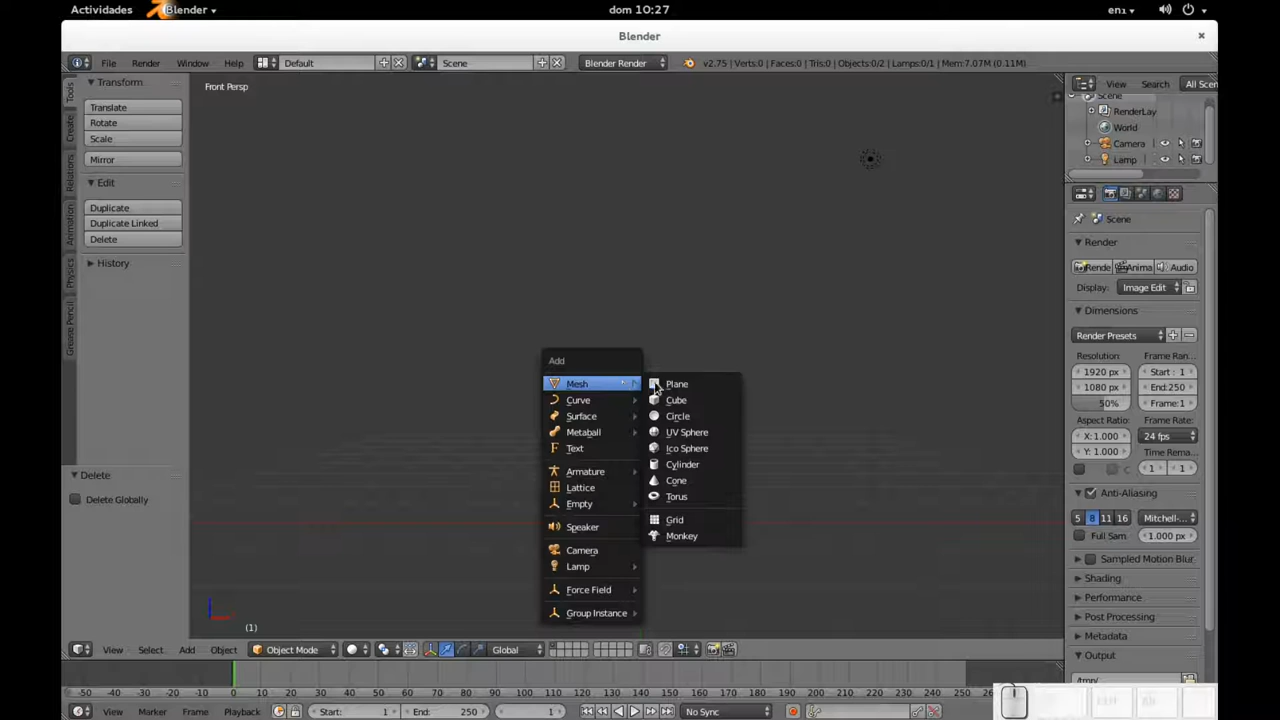 Actividades Blender dom 10:27 en1
Blender
File Render Window Help Default Scene Blender Render v2.75 | Verts:0 | Faces:0 | Tris:0 | Objects:0/2 | Lamps:0/1 | Mem:7.07M (0.11M)
View Search All Scen
Front Persp
Tools
Create
Relations
Animation
Physics
Grease Pencil
Transform
Translate
Rotate
Scale
Mirror
Edit
Duplicate
Duplicate Linked
Delete
History
Delete
Delete Globally
Add
Mesh
Curve
Surface
Metaball
Text
Armature
Lattice
Empty
Speaker
Camera
Lamp
Force Field
Group Instance
Plane
Cube
Circle
UV Sphere
Ico Sphere
Cylinder
Cone
Torus
Grid
Monkey
(1)
Scene
RenderLay
World
Camera
Lamp
Scene
Render
Rende Anima Audio
Display: Image Edit
Dimensions
Render Presets
Resolution: Frame Ran...
1920 px Start : 1
1080 px End:250
50% Frame:1
Aspect Ratio: Frame Rate:
X: 1.000 24 fps
Y: 1.000 Time Rema...
1 1
Anti-Aliasing
5 8 11 16 Mitchell-...
Full Sam 1.000 px
Sampled Motion Blur
Shading
Performance
Post Processing
Metadata
Output
/tmp/
View Select Add Object Object Mode Global
-50 -40 -30 -20 -10 0 10 20 30 40 50 60 70 80 90 100 110 120 130 140 150 160 170 180 190 200 210 220 230 240 250 260
View Marker Frame Playback Start: 1 End: 250 1 No Sync